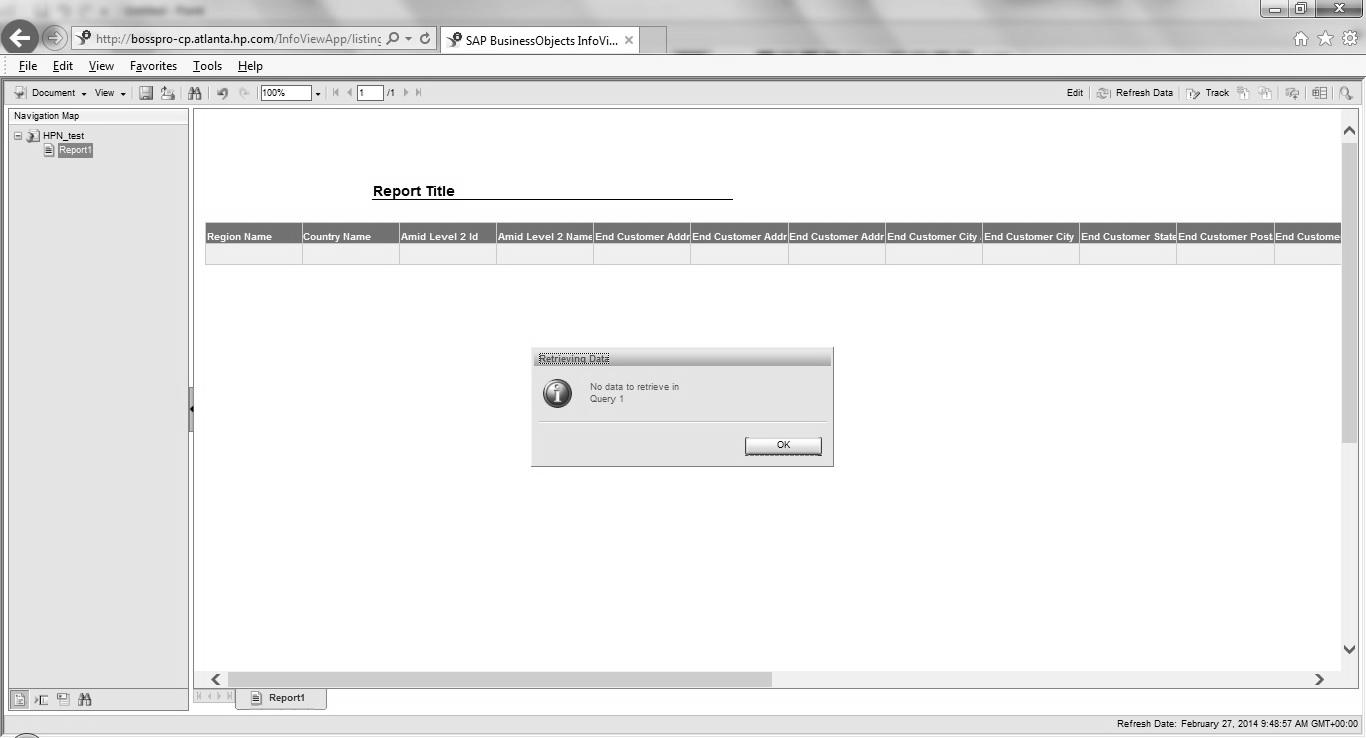 http://bosspro-cp.atlanta.hp.com/InfoViewApp/listing
SAP BusinessObjects InfoVi...
File Edit View Favorites Tools Help
Document View 100% 1 /1 Edit Refresh Data Track
Navigation Map
HPN_test
Report1
Report Title
Region Name Country Name Amid Level 2 Id Amid Level 2 Name End Customer Addr End Customer Addr End Customer Addr End Customer City End Customer City End Customer State End Customer Post End Custome
Retrieving Data
No data to retrieve in
Query 1
OK
Report1
Refresh Date: February 27, 2014 9:48:57 AM GMT+00:00